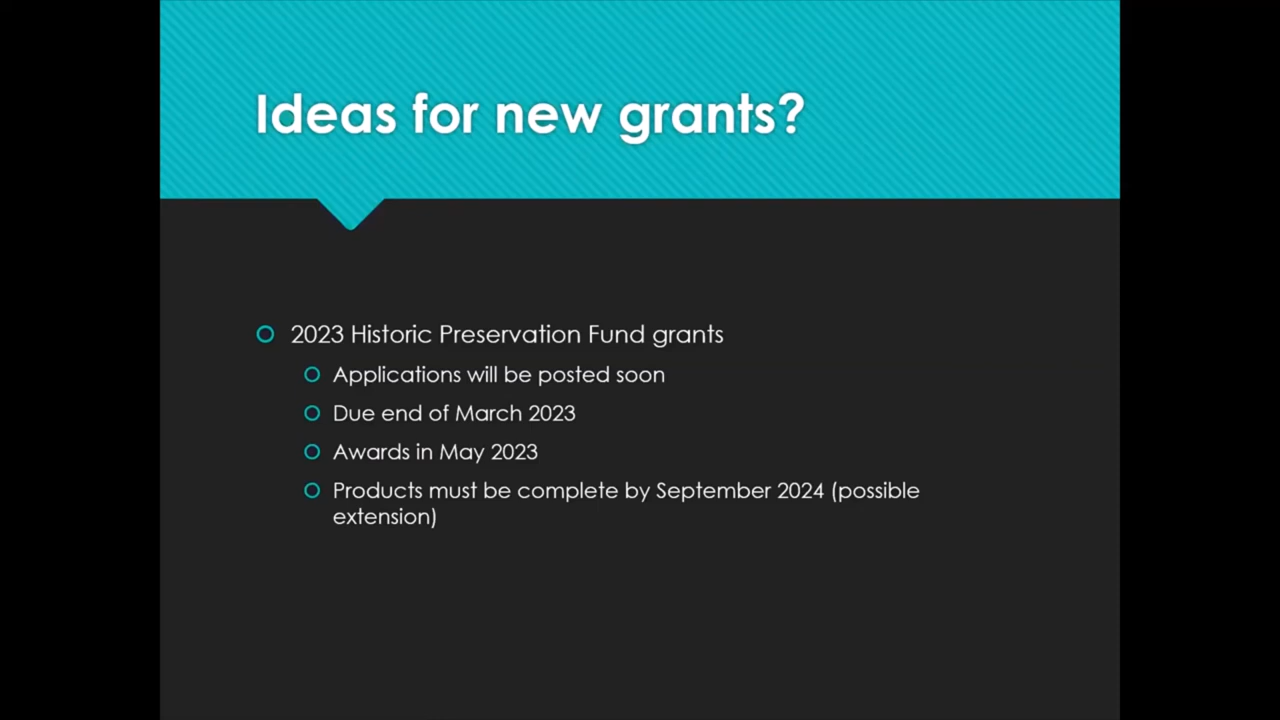 Ideas for new grants?
2023 Historic Preservation Fund grants
Applications will be posted soon
Due end of March 2023
Awards in May 2023
Products must be complete by September 2024 (possible
extension)